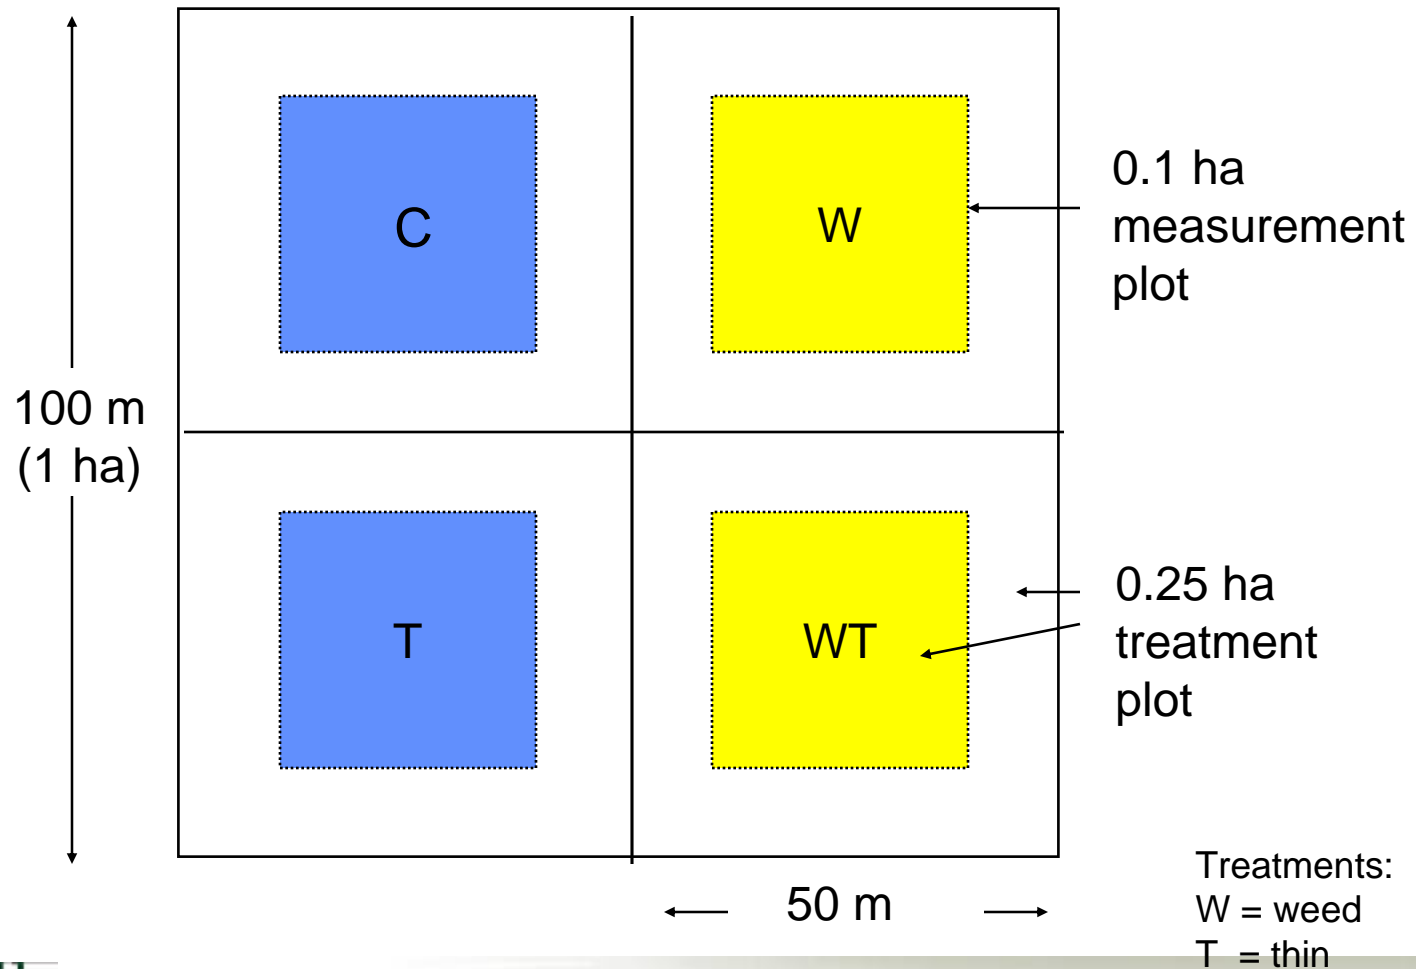 C
W
0.1 ha
measurement
plot
100 m
(1 ha)
T
WT
0.25 ha
treatment
plot
50 m
Treatments:
W = weed
T = thin